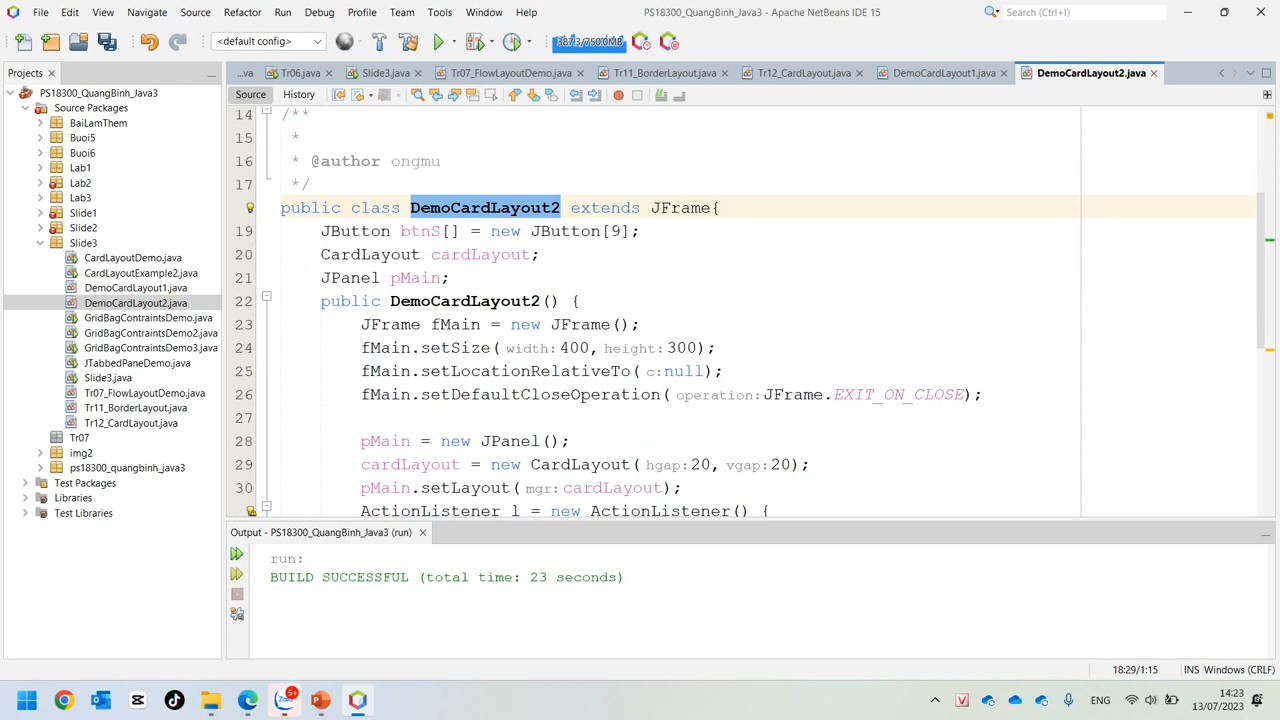 File Edit View Navigate Source Refactor Run Debug Profile Team Tools Window Help
PS18300_QuangBinh_Java3 - Apache NetBeans IDE 15
Search (Ctrl+I)
<default config>
387.3/750.0MB
Projects
...va Tr06.java Slide3.java Tr07_FlowLayoutDemo.java Tr11_BorderLayout.java Tr12_CardLayout.java DemoCardLayout1.java DemoCardLayout2.java
Source History
PS18300_QuangBinh_Java3
Source Packages
BaiLamThem
Buoi5
Buoi6
Lab1
Lab2
Lab3
Slide1
Slide2
Slide3
CardLayoutDemo.java
CardLayoutExample2.java
DemoCardLayout1.java
DemoCardLayout2.java
GridBagContraintsDemo.java
GridBagContraintsDemo2.java
GridBagContraintsDemo3.java
JTabbedPaneDemo.java
Slide3.java
Tr07_FlowLayoutDemo.java
Tr11_BorderLayout.java
Tr12_CardLayout.java
Tr07
img2
ps18300_quangbinh_java3
Test Packages
Libraries
Test Libraries
14 /**
15 *
16 * @author ongmu
17 */
public class DemoCardLayout2 extends JFrame{
19 JButton btnS[] = new JButton[9];
20 CardLayout cardLayout;
21 JPanel pMain;
22 public DemoCardLayout2() {
23 JFrame fMain = new JFrame();
24 fMain.setSize(width:400,height:300);
25 fMain.setLocationRelativeTo(c:null);
26 fMain.setDefaultCloseOperation(operation:JFrame.EXIT_ON_CLOSE);
27
28 pMain = new JPanel();
29 cardLayout = new CardLayout(hgap:20,vgap:20);
30 pMain.setLayout(mgr:cardLayout);
ActionListener l = new ActionListener() {
Output - PS18300_QuangBinh_Java3 (run)
run:
BUILD SUCCESSFUL (total time: 23 seconds)
18:29/1:15 INS Windows (CRLF)
5+
Zalo
ENG
14:23
13/07/2023